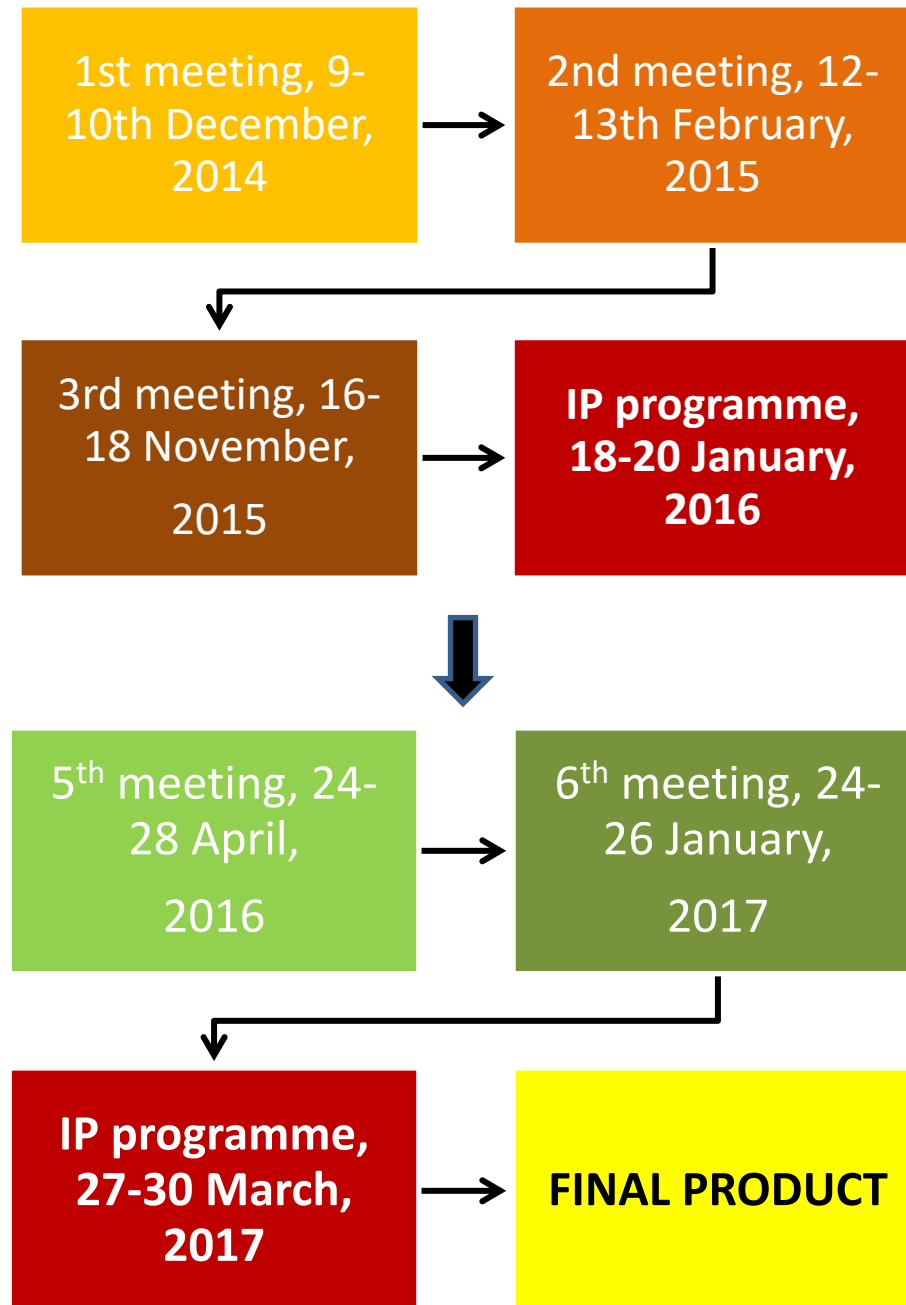 1st meeting, 9-
10th December,
2014
2nd meeting, 12-
13th February,
2015
3rd meeting, 16-
18 November,
2015
IP programme,
18-20 January,
2016
5th meeting, 24-
28 April,
2016
6th meeting, 24-
26 January,
2017
IP programme,
27-30 March,
2017
FINAL PRODUCT